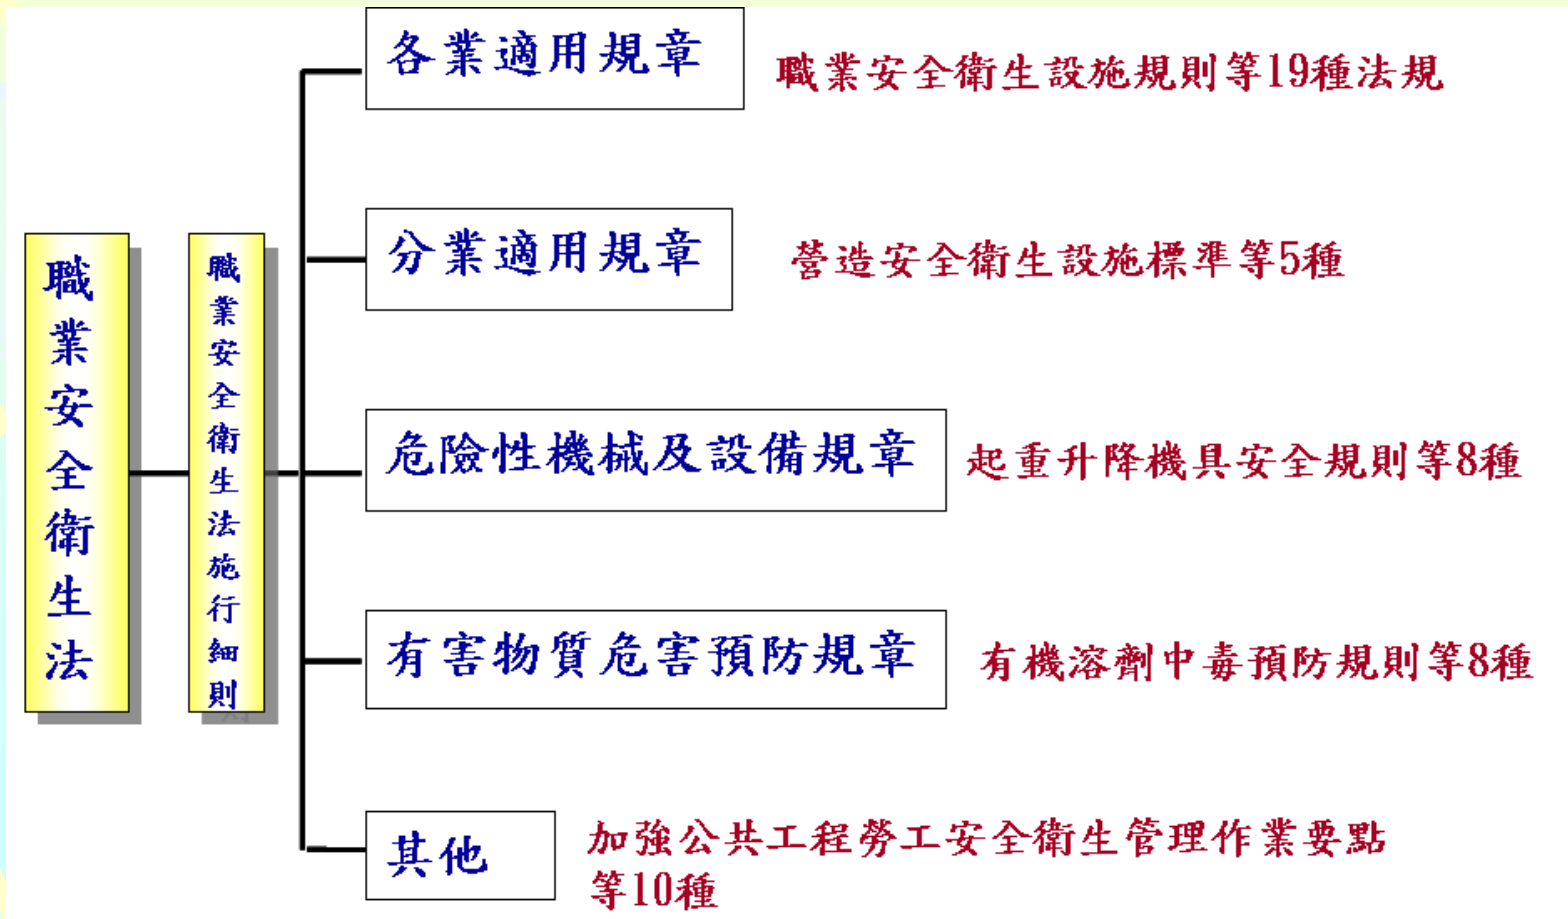 職業安全衛生法
職業安全衛生法施行細則
各業適用規章
職業安全衛生設施規則等19種法規
分業適用規章
營造安全衛生設施標準等5種
危險性機械及設備規章
起重升降機具安全規則等8種
有害物質危害預防規章
有機溶劑中毒預防規則等8種
其他
加強公共工程勞工安全衛生管理作業要點
等10種